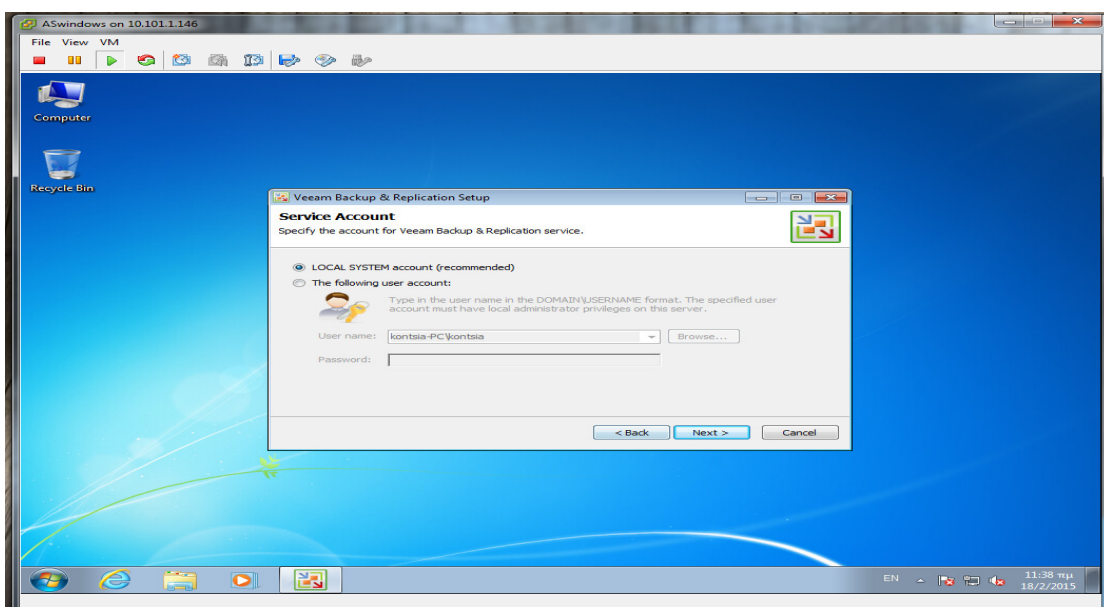 ASwindows on 10.101.1.146
File View VM
Computer
Recycle Bin
Veeam Backup & Replication Setup
Service Account
Specify the account for Veeam Backup & Replication service.
LOCAL SYSTEM account (recommended)
The following user account:
Type in the user name in the DOMAIN\USERNAME format. The specified user
account must have local administrator privileges on this server.
User name: kontsia-PC\kontsia Browse...
Password:
< Back Next > Cancel
EN 11:38 πμ
18/2/2015